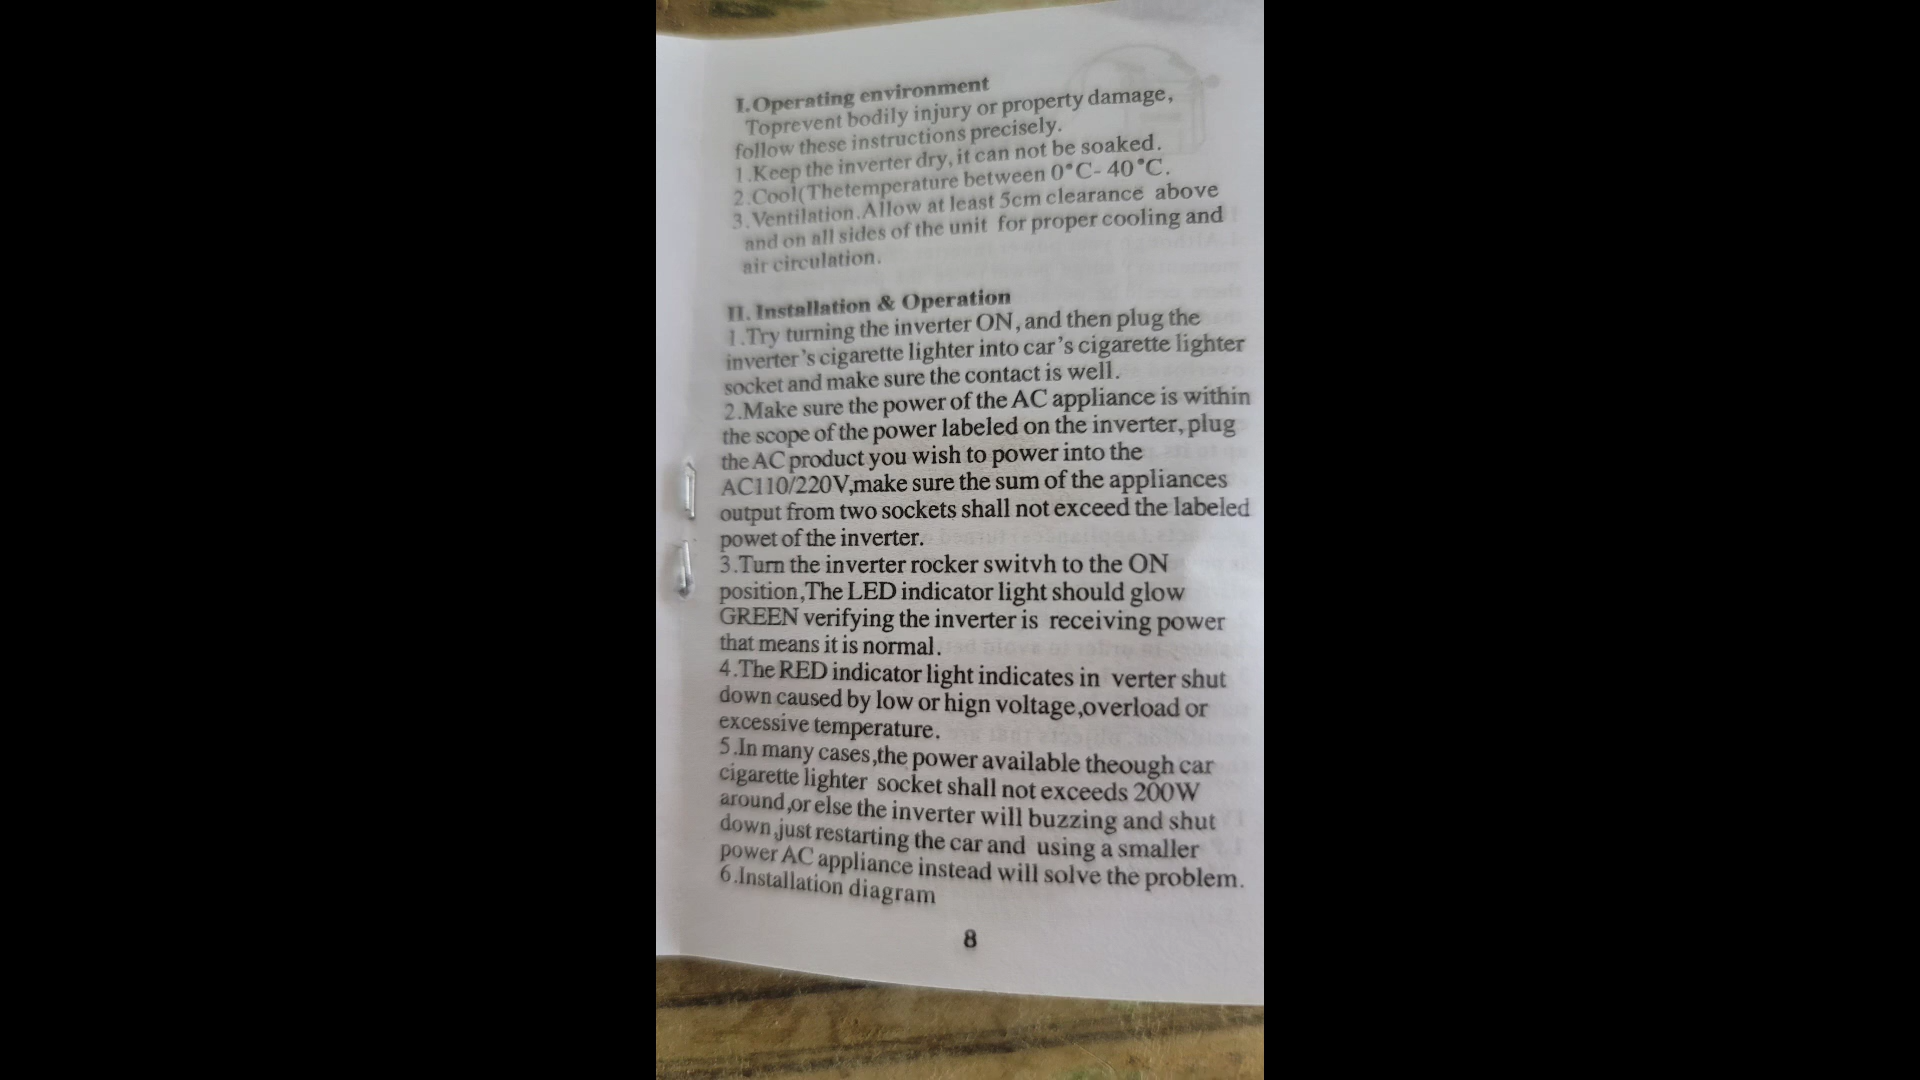 I.Operating environment
Toprevent bodily injury or property damage,
follow these instructions precisely.
1.Keep the inverter dry,it can not be soaked.
2.Cool(Thetemperature between 0°C- 40°C.
3.Ventilation.Allow at least 5cm clearance above
and on all sides of the unit for proper cooling and
air circulation.
II. Installation & Operation
1.Try turning the inverter ON,and then plug the
inverter's cigarette lighter into car's cigarette lighter
socket and make sure the contact is well.
2.Make sure the power of the AC appliance is within
the scope of the power labeled on the inverter,plug
the AC product you wish to power into the
AC110/220V,make sure the sum of the appliances
output from two sockets shall not exceed the labeled
powet of the inverter.
3.Turn the inverter rocker switvh to the ON
position,The LED indicator light should glow
GREEN verifying the inverter is receiving power
that means it is normal.
4.The RED indicator light indicates in verter shut
down caused by low or hign voltage,overload or
excessive temperature.
5.In many cases,the power available theough car
cigarette lighter socket shall not exceeds 200W
around,or else the inverter will buzzing and shut
down,just restarting the car and using a smaller
power AC appliance instead will solve the problem.
6.Installation diagram
8